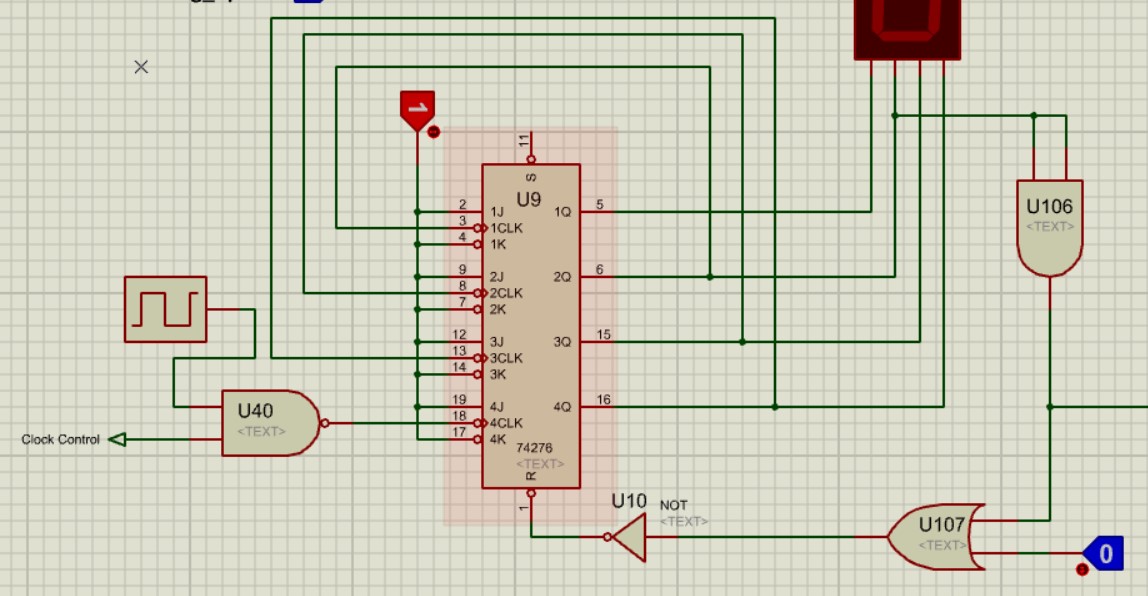 1
11
S
U9
2 1J 1Q 5
3 1CLK
4 1K
9 2J 2Q 6
8 2CLK
7 2K
12 3J 3Q 15
13 3CLK
14 3K
19 4J 4Q 16
18 4CLK
17 4K
74276
<TEXT>
R
1
U106
<TEXT>
U40
<TEXT>
Clock Control
U10
NOT
<TEXT>
U107
<TEXT>
0